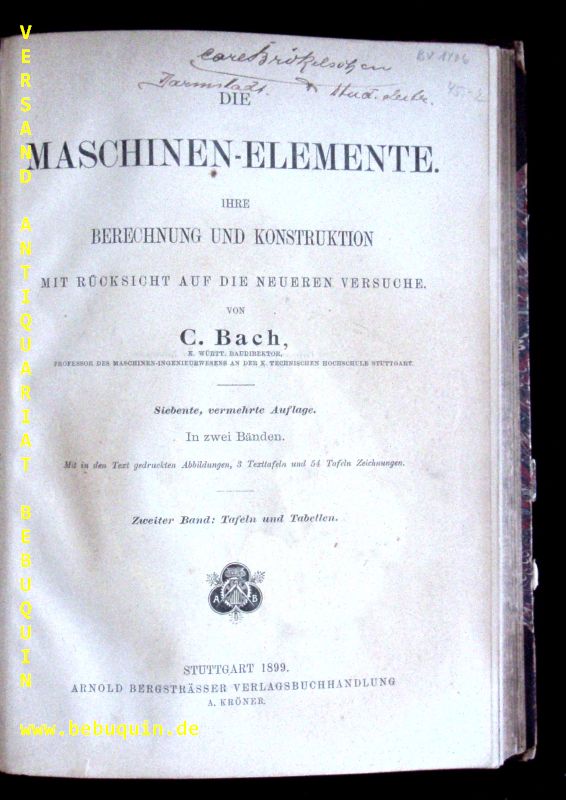 Darmstadt.
DIE
MASCHINEN-ELEMENTE.
IHRE
BERECHNUNG UND KONSTRUKTION
MIT RÜCKSICHT AUF DIE NEUEREN VERSUCHE.
VON
C. Bach,
K. WÜRTT. BAUDIREKTOR,
PROFESSOR DES MASCHINEN-INGENIEURWESENS AN DER K. TECHNISCHEN HOCHSCHULE STUTTGART.
Siebente, vermehrte Auflage.
In zwei Bänden.
Mit in den Text gedruckten Abbildungen, 3 Texttafeln und 54 Tafeln Zeichnungen.
Zweiter Band: Tafeln und Tabellen.
A B
STUTTGART 1899.
ARNOLD BERGSTRÄSSER VERLAGSBUCHHANDLUNG
A. KRÖNER.
VERSAND ANTIQUARIAT BEBUQUIN
www.bebuquin.de